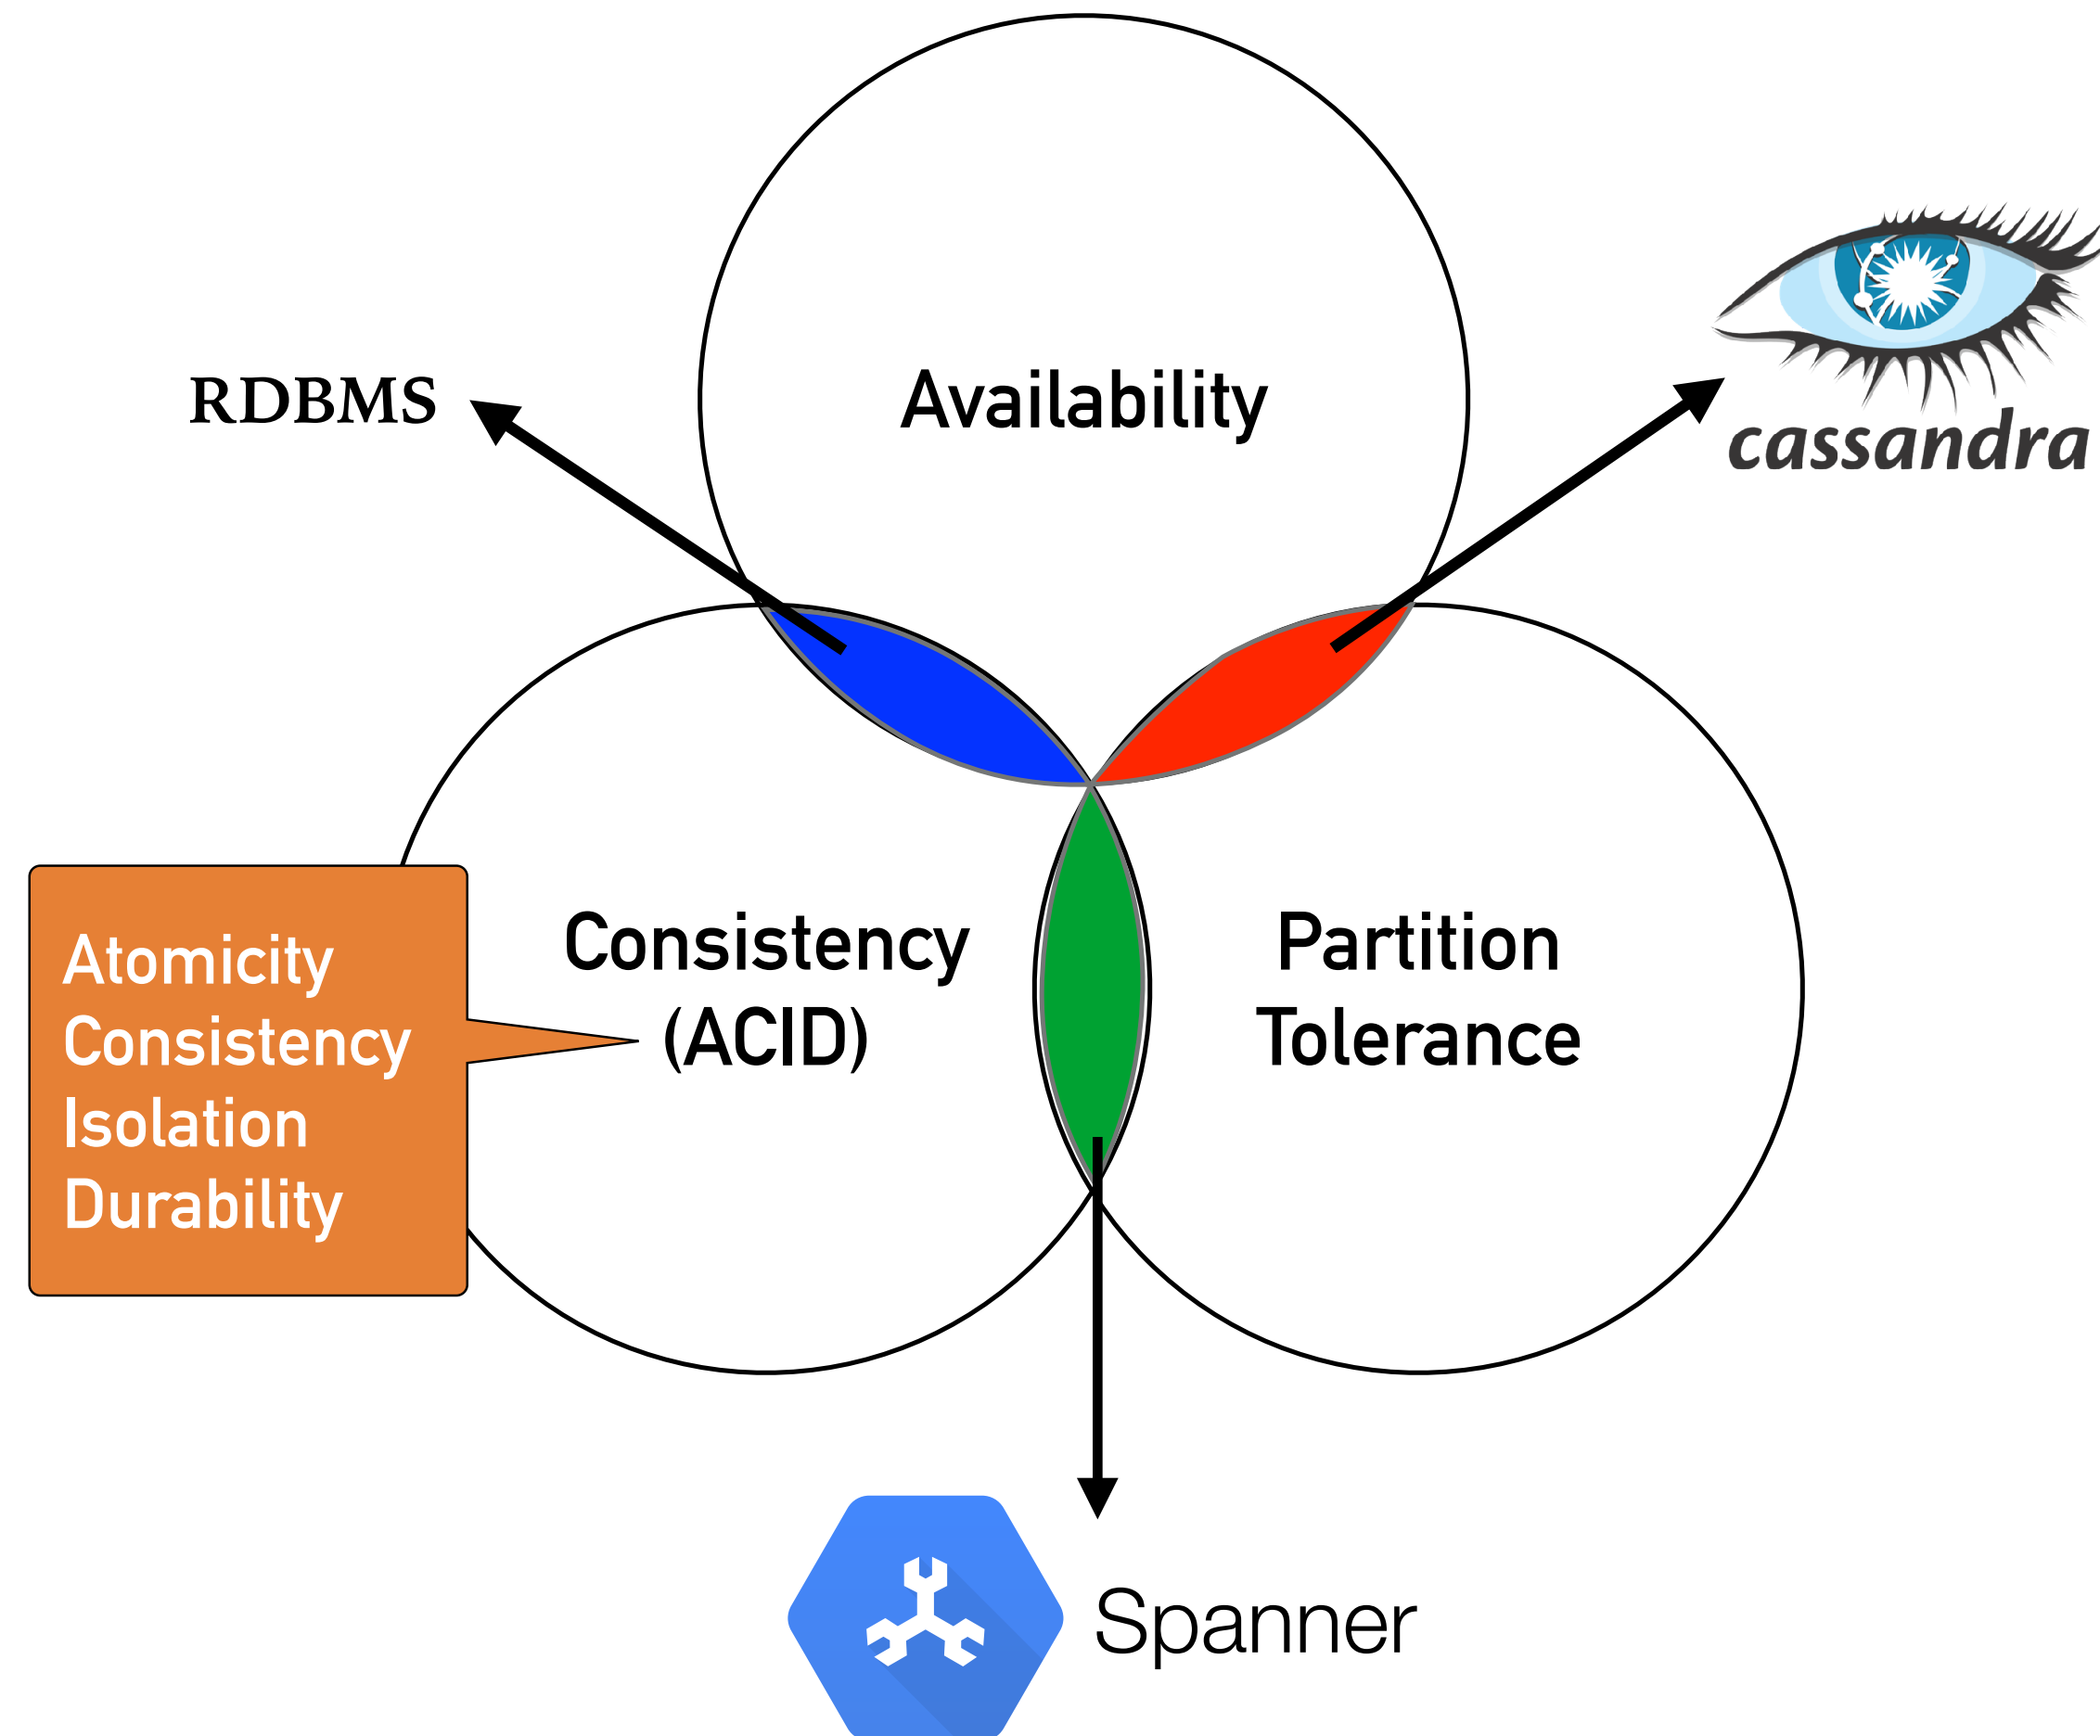 Availability
RDBMS
cassandra
Consistency
(ACID)
Partition
Tolerance
Atomicity
Consistency
Isolation
Durability
Spanner